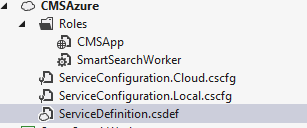 CMSAzure
Roles
CMSApp
SmartSearchWorker
ServiceConfiguration.Cloud.cscfg
ServiceConfiguration.Local.cscfg
ServiceDefinition.csdef